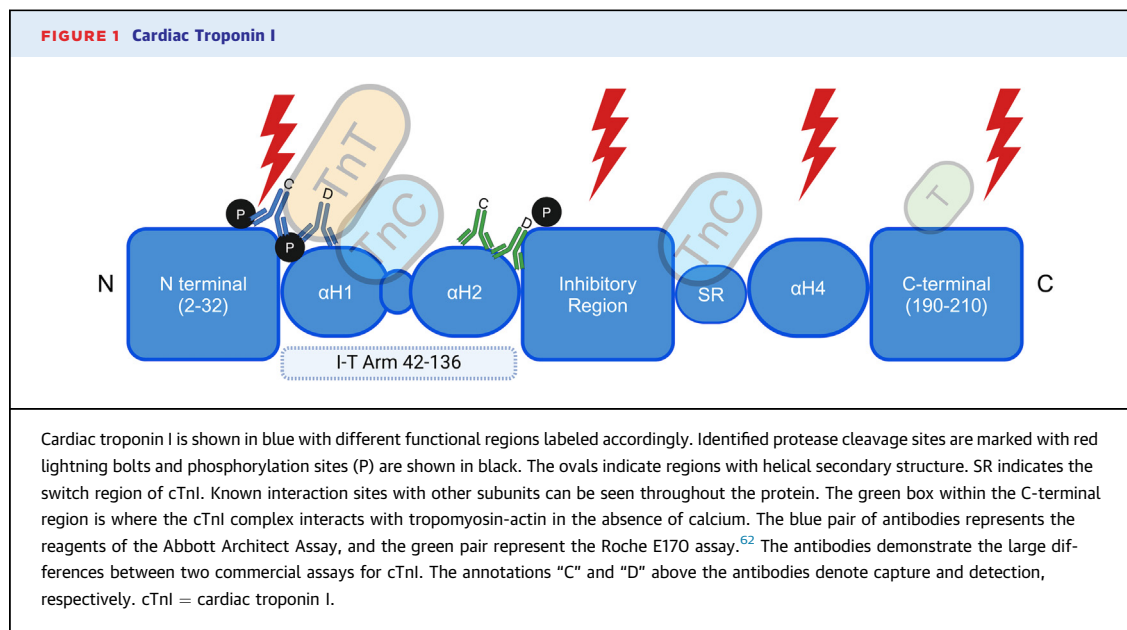 FIGURE 1 Cardiac Troponin I
C
TnT
D
P
P
TnC
C
D
P
TnC
T
N
N terminal
(2-32)
αH1
αH2
Inhibitory
Region
SR
αH4
C-terminal
(190-210)
C
I-T Arm 42-136
Cardiac troponin I is shown in blue with different functional regions labeled accordingly. Identified protease cleavage sites are marked with red
lightning bolts and phosphorylation sites (P) are shown in black. The ovals indicate regions with helical secondary structure. SR indicates the
switch region of cTnI. Known interaction sites with other subunits can be seen throughout the protein. The green box within the C-terminal
region is where the cTnI complex interacts with tropomyosin-actin in the absence of calcium. The blue pair of antibodies represents the
reagents of the Abbott Architect Assay, and the green pair represent the Roche E170 assay.62 The antibodies demonstrate the large dif-
ferences between two commercial assays for cTnI. The annotations “C” and “D” above the antibodies denote capture and detection,
respectively. cTnI = cardiac troponin I.